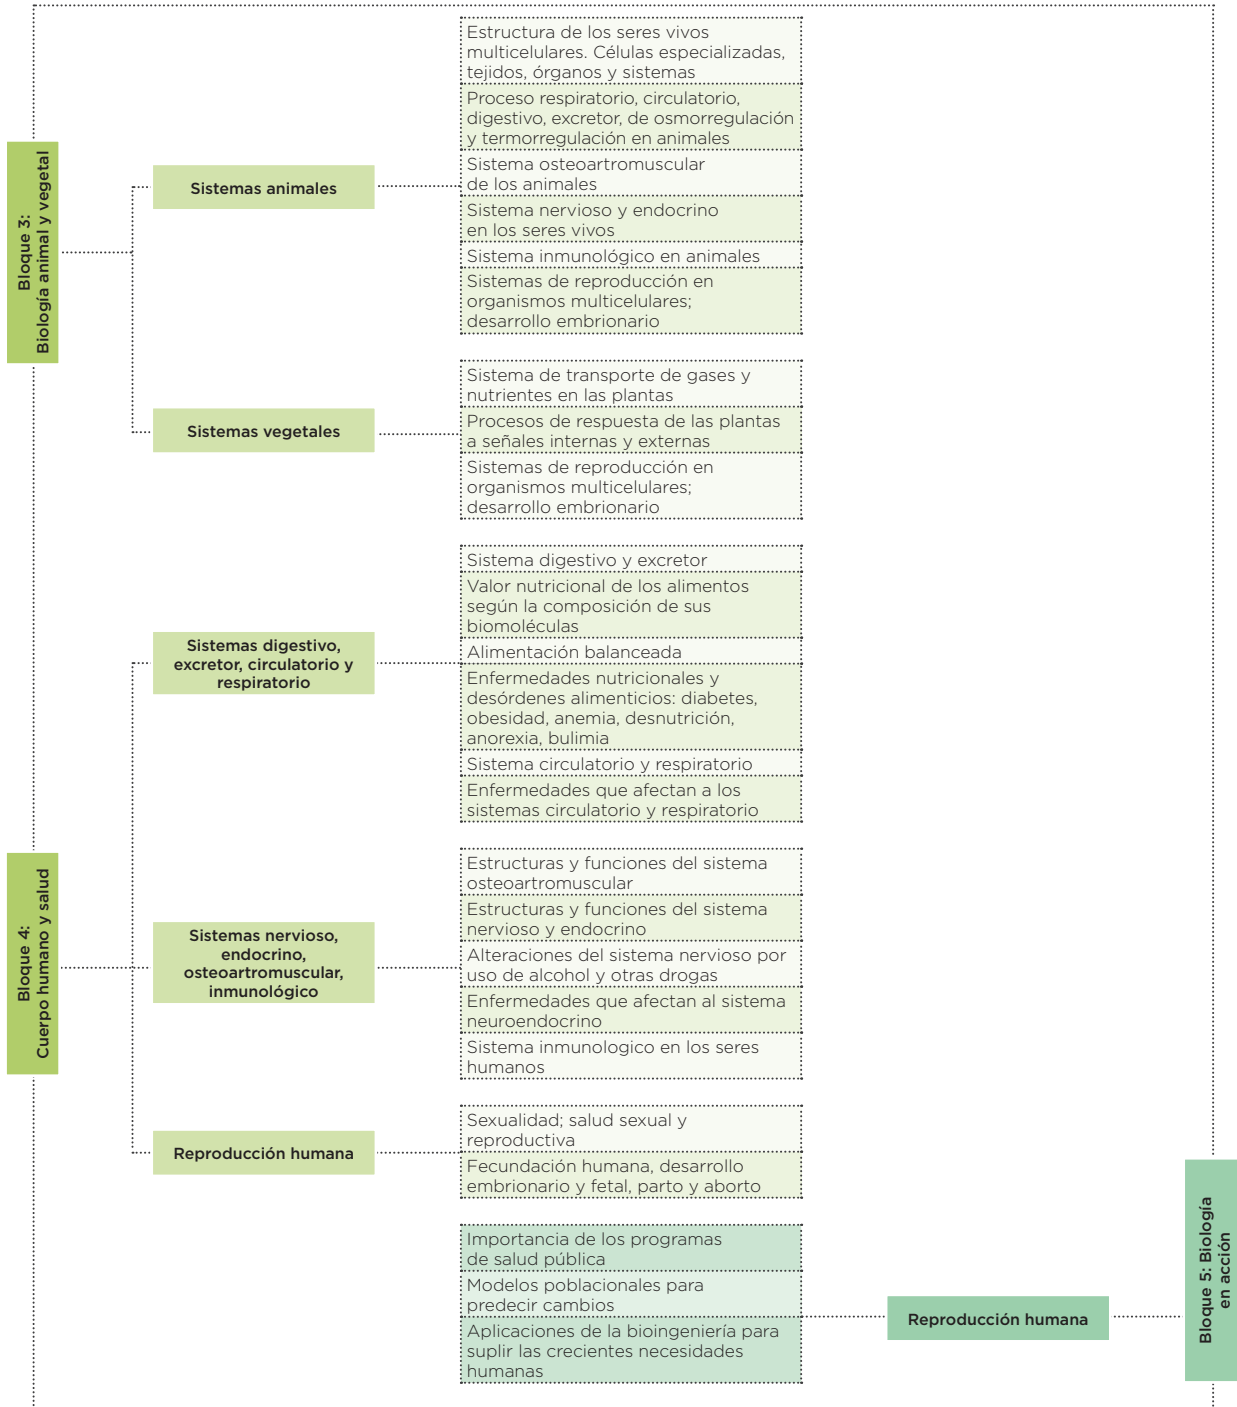 Bloque 3:
Biología animal y vegetal
Sistemas animales
Estructura de los seres vivos
multicelulares. Células especializadas,
tejidos, órganos y sistemas
Proceso respiratorio, circulatorio,
digestivo, excretor, de osmorregulación
y termorregulación en animales
Sistema osteoartromuscular
de los animales
Sistema nervioso y endocrino
en los seres vivos
Sistema inmunológico en animales
Sistemas de reproducción en
organismos multicelulares;
desarrollo embrionario
Sistemas vegetales
Sistema de transporte de gases y
nutrientes en las plantas
Procesos de respuesta de las plantas
a señales internas y externas
Sistemas de reproducción en
organismos multicelulares;
desarrollo embrionario
Bloque 4:
Cuerpo humano y salud
Sistemas digestivo,
excretor, circulatorio y
respiratorio
Sistema digestivo y excretor
Valor nutricional de los alimentos
según la composición de sus
biomoléculas
Alimentación balanceada
Enfermedades nutricionales y
desórdenes alimenticios: diabetes,
obesidad, anemia, desnutrición,
anorexia, bulimia
Sistema circulatorio y respiratorio
Enfermedades que afectan a los
sistemas circulatorio y respiratorio
Sistemas nervioso,
endocrino,
osteoartromuscular,
inmunológico
Estructuras y funciones del sistema
osteoartromuscular
Estructuras y funciones del sistema
nervioso y endocrino
Alteraciones del sistema nervioso por
uso de alcohol y otras drogas
Enfermedades que afectan al sistema
neuroendocrino
Sistema inmunologico en los seres
humanos
Reproducción humana
Sexualidad; salud sexual y
reproductiva
Fecundación humana, desarrollo
embrionario y fetal, parto y aborto
Importancia de los programas
de salud pública
Modelos poblacionales para
predecir cambios
Aplicaciones de la bioingeniería para
suplir las crecientes necesidades
humanas
Reproducción humana
Bloque 5: Biología
en acción